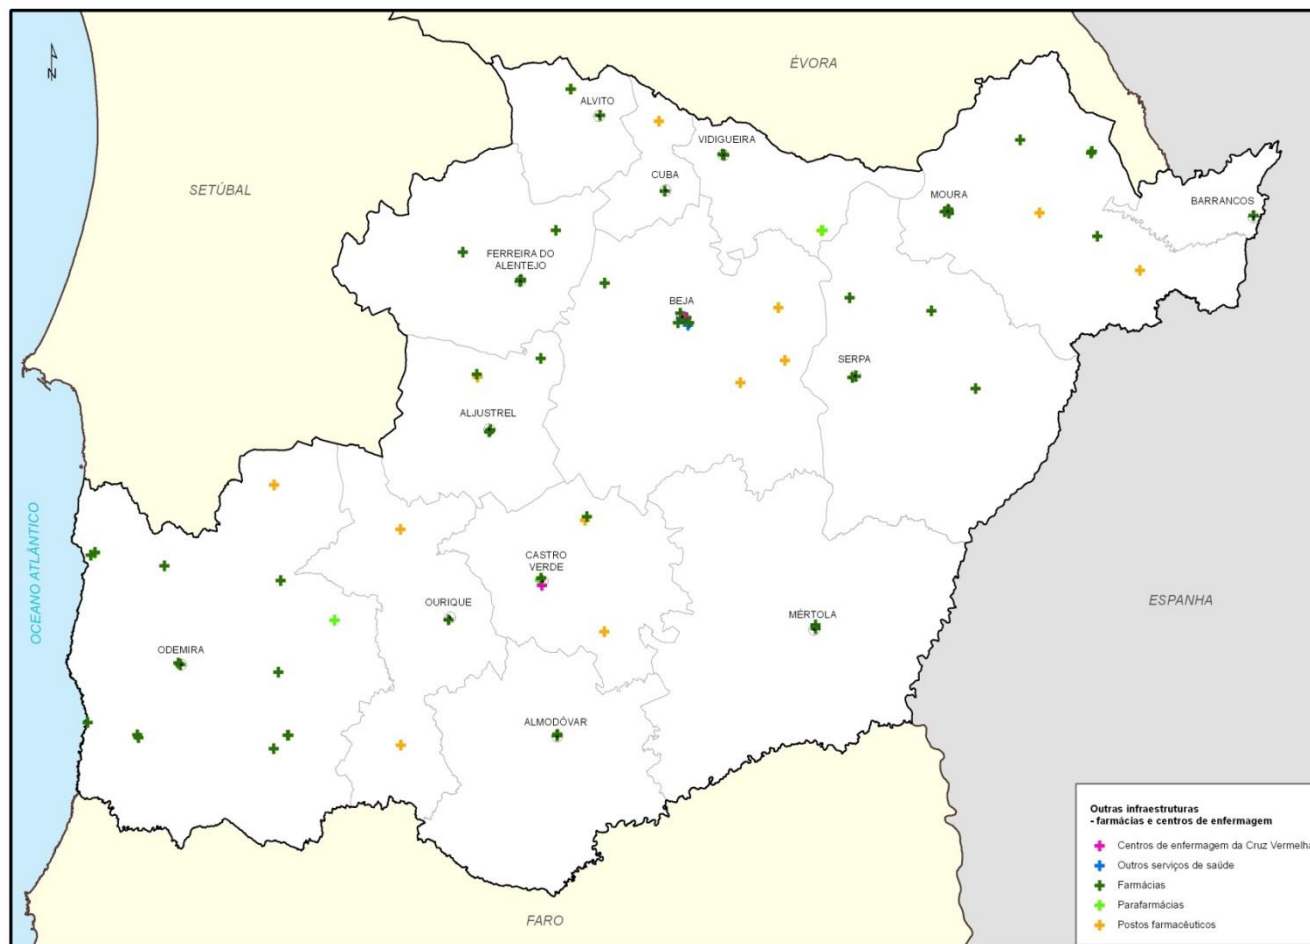 N
ÉVORA
ALVITO
VIDIGUEIRA
CUBA
SETÚBAL
MOURA
BARRANCOS
FERREIRA DO
ALENTEJO
BEJA
SERPA
ALJUSTREL
OCEANO ATLÂNTICO
CASTRO
VERDE
OURIQUE
MÉRTOLA
ESPANHA
ODEMIRA
ALMODÓVAR
FARO
Outras infraestruturas
- farmácias e centros de enfermagem
Centros de enfermagem da Cruz Vermelha
Outros serviços de saúde
Farmácias
Parafarmácias
Postos farmacêuticos